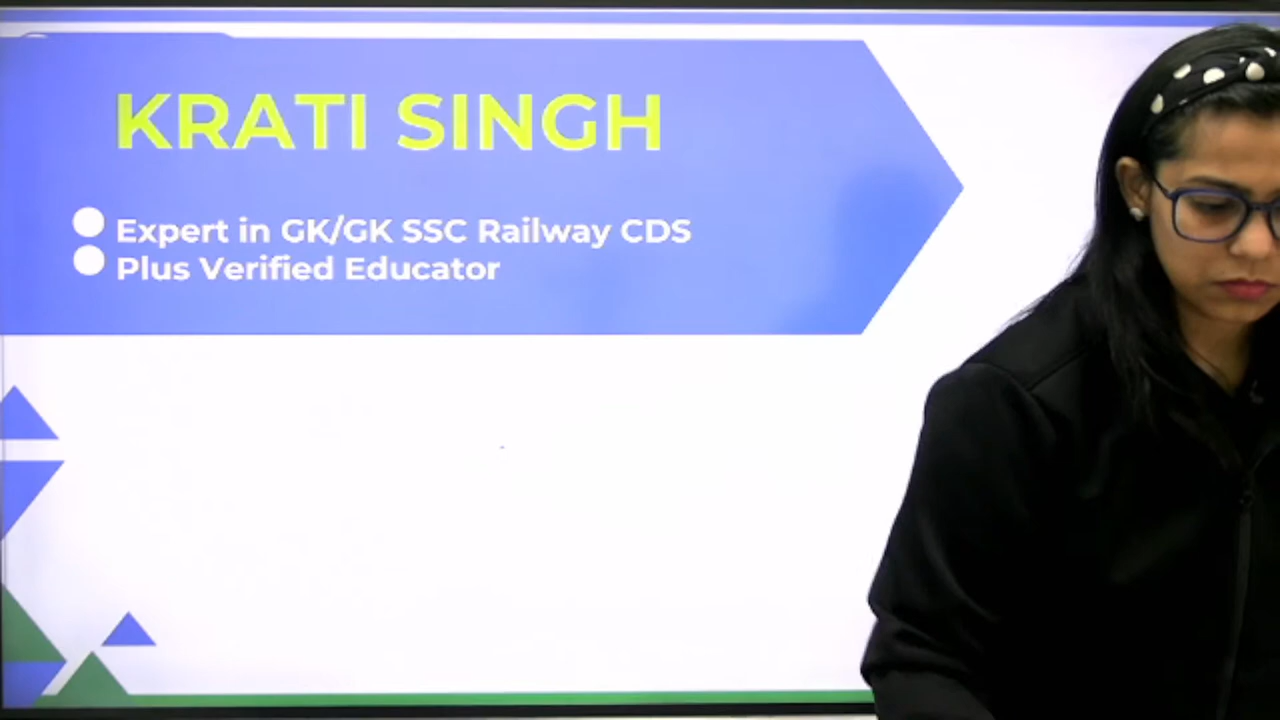 KRATI SINGH
Expert in GK/GK SSC Railway CDS
Plus Verified Educator